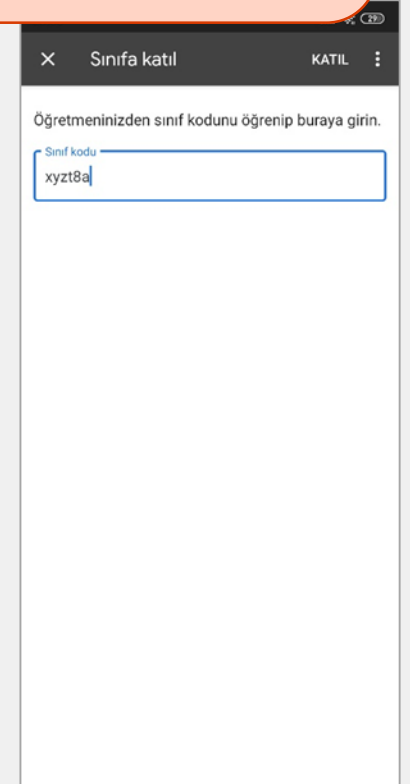 29
Sınıfa katıl KATIL
Öğretmeninizden sınıf kodunu öğrenip buraya girin.
Sınıf kodu
xyzt8a